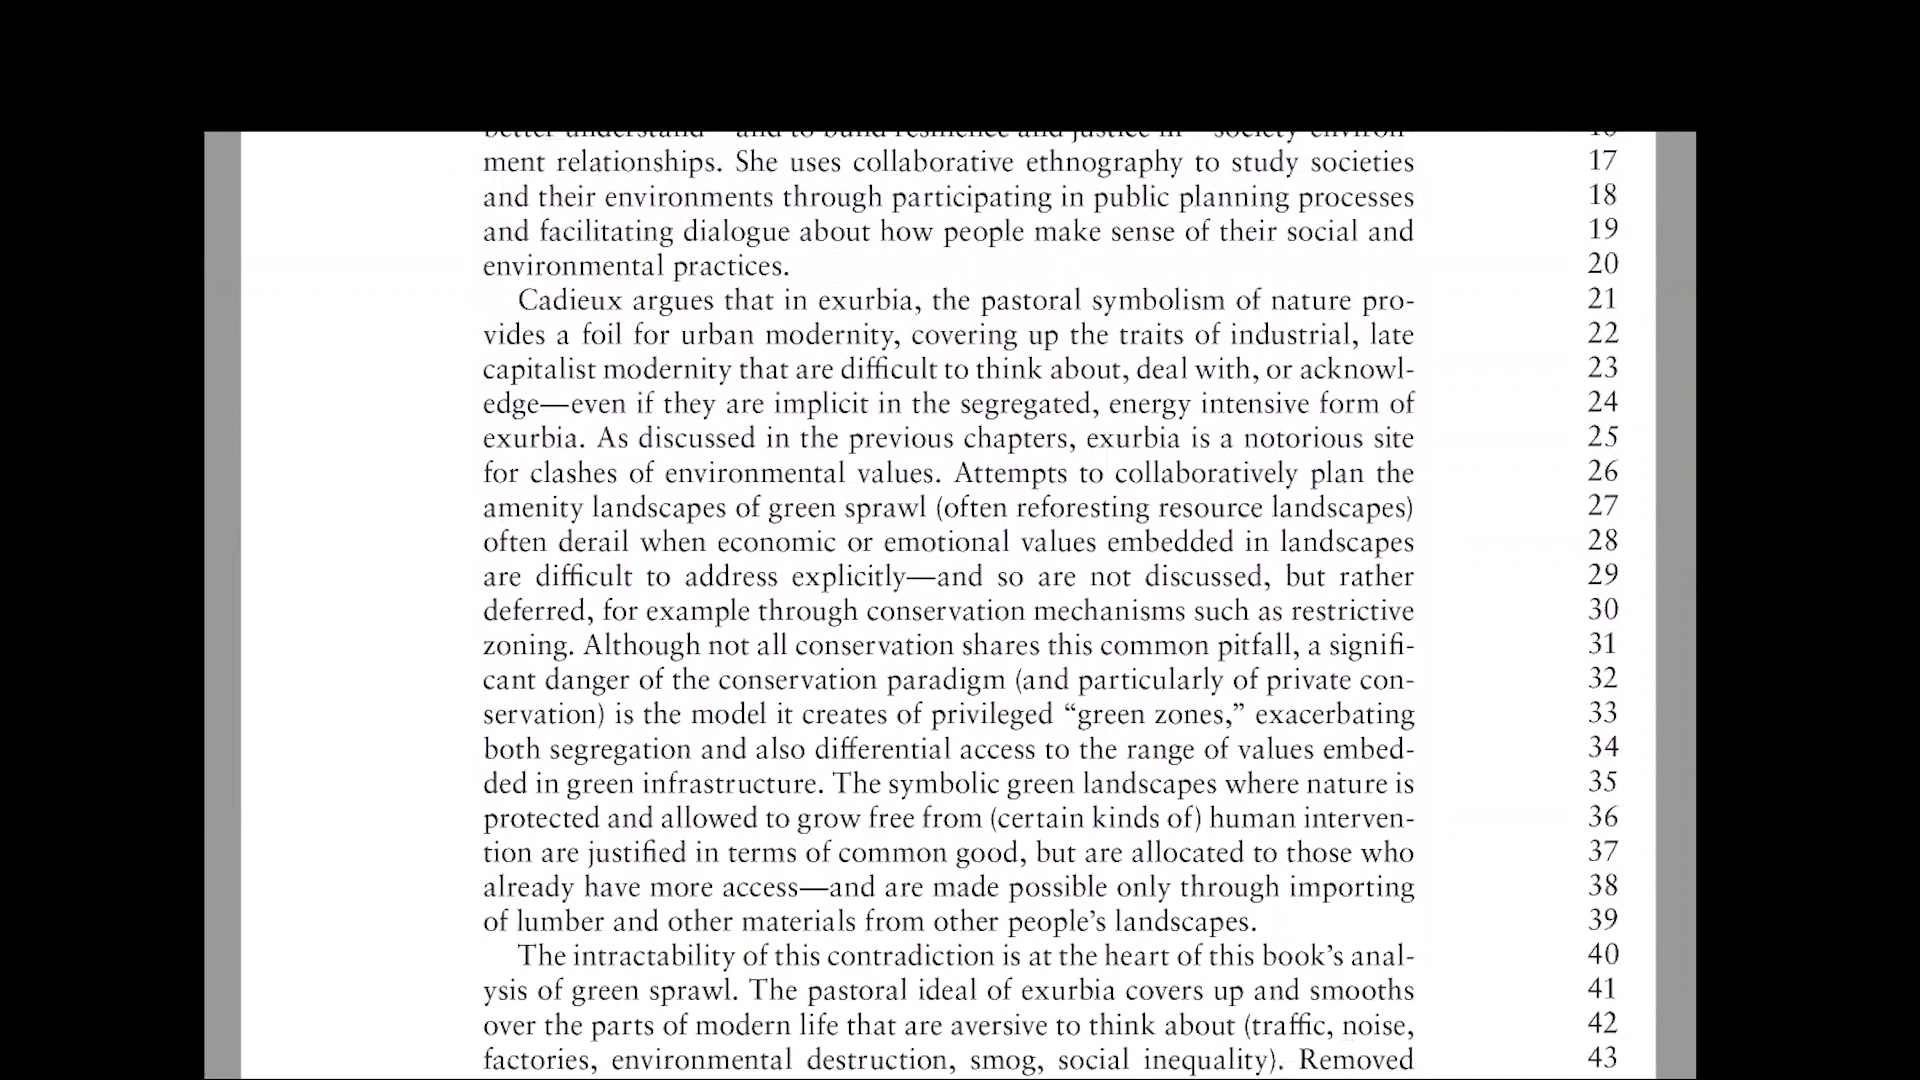 better understand—and to build resilience and justice in—society-environ- 16
ment relationships. She uses collaborative ethnography to study societies 17
and their environments through participating in public planning processes 18
and facilitating dialogue about how people make sense of their social and 19
environmental practices. 20
Cadieux argues that in exurbia, the pastoral symbolism of nature pro- 21
vides a foil for urban modernity, covering up the traits of industrial, late 22
capitalist modernity that are difficult to think about, deal with, or acknowl- 23
edge—even if they are implicit in the segregated, energy intensive form of 24
exurbia. As discussed in the previous chapters, exurbia is a notorious site 25
for clashes of environmental values. Attempts to collaboratively plan the 26
amenity landscapes of green sprawl (often reforesting resource landscapes) 27
often derail when economic or emotional values embedded in landscapes 28
are difficult to address explicitly—and so are not discussed, but rather 29
deferred, for example through conservation mechanisms such as restrictive 30
zoning. Although not all conservation shares this common pitfall, a signifi- 31
cant danger of the conservation paradigm (and particularly of private con- 32
servation) is the model it creates of privileged “green zones,” exacerbating 33
both segregation and also differential access to the range of values embed- 34
ded in green infrastructure. The symbolic green landscapes where nature is 35
protected and allowed to grow free from (certain kinds of) human interven- 36
tion are justified in terms of common good, but are allocated to those who 37
already have more access—and are made possible only through importing 38
of lumber and other materials from other people’s landscapes. 39
The intractability of this contradiction is at the heart of this book’s anal- 40
ysis of green sprawl. The pastoral ideal of exurbia covers up and smooths 41
over the parts of modern life that are aversive to think about (traffic, noise, 42
factories, environmental destruction, smog, social inequality). Removed 43